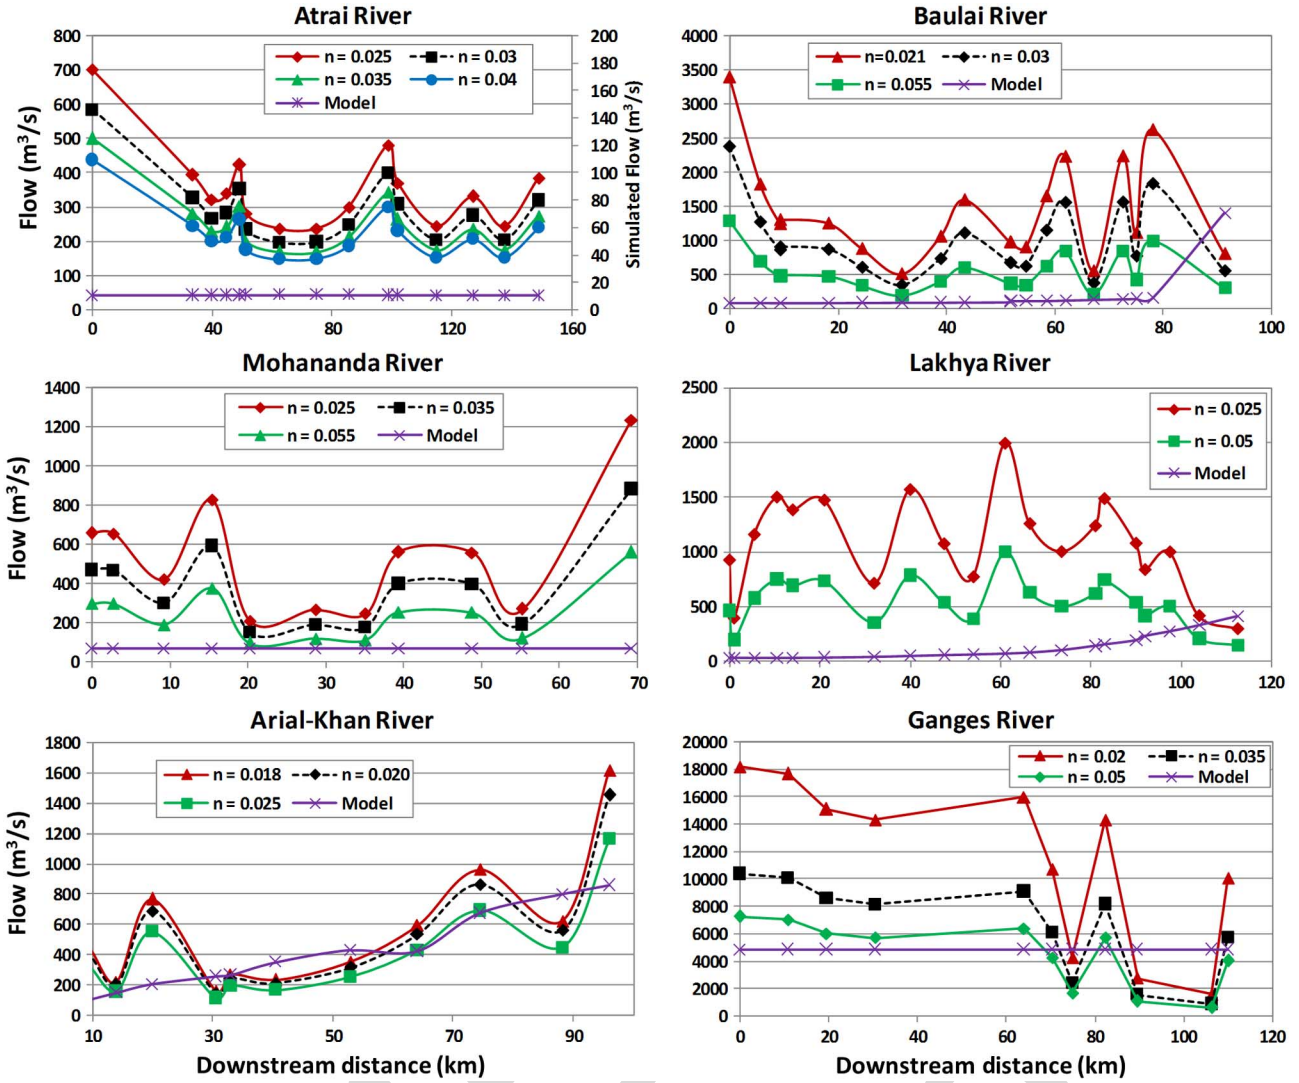 Atrai River
800
700
600
500
400
300
200
100
0
Flow (m³/s)
n = 0.025
n = 0.03
n = 0.035
n = 0.04
Model
200
180
160
140
120
100
80
60
40
20
0
Simulated Flow (m³/s)
0 40 80 120 160
Baulai River
4000
3500
3000
2500
2000
1500
1000
500
0
n=0.021
n = 0.03
n = 0.055
Model
0 20 40 60 80 100
Mohananda River
1400
1200
1000
800
600
400
200
0
Flow (m³/s)
n = 0.025
n = 0.035
n = 0.055
Model
0 10 20 30 40 50 60 70
Lakhya River
2500
2000
1500
1000
500
0
n = 0.025
n = 0.05
Model
0 20 40 60 80 100 120
Arial-Khan River
1800
1600
1400
1200
1000
800
600
400
200
0
Flow (m³/s)
n = 0.018
n = 0.020
n = 0.025
Model
10 30 50 70 90
Downstream distance (km)
Ganges River
20000
18000
16000
14000
12000
10000
8000
6000
4000
2000
0
n = 0.02
n = 0.035
n = 0.05
Model
0 20 40 60 80 100 120
Downstream distance (km)